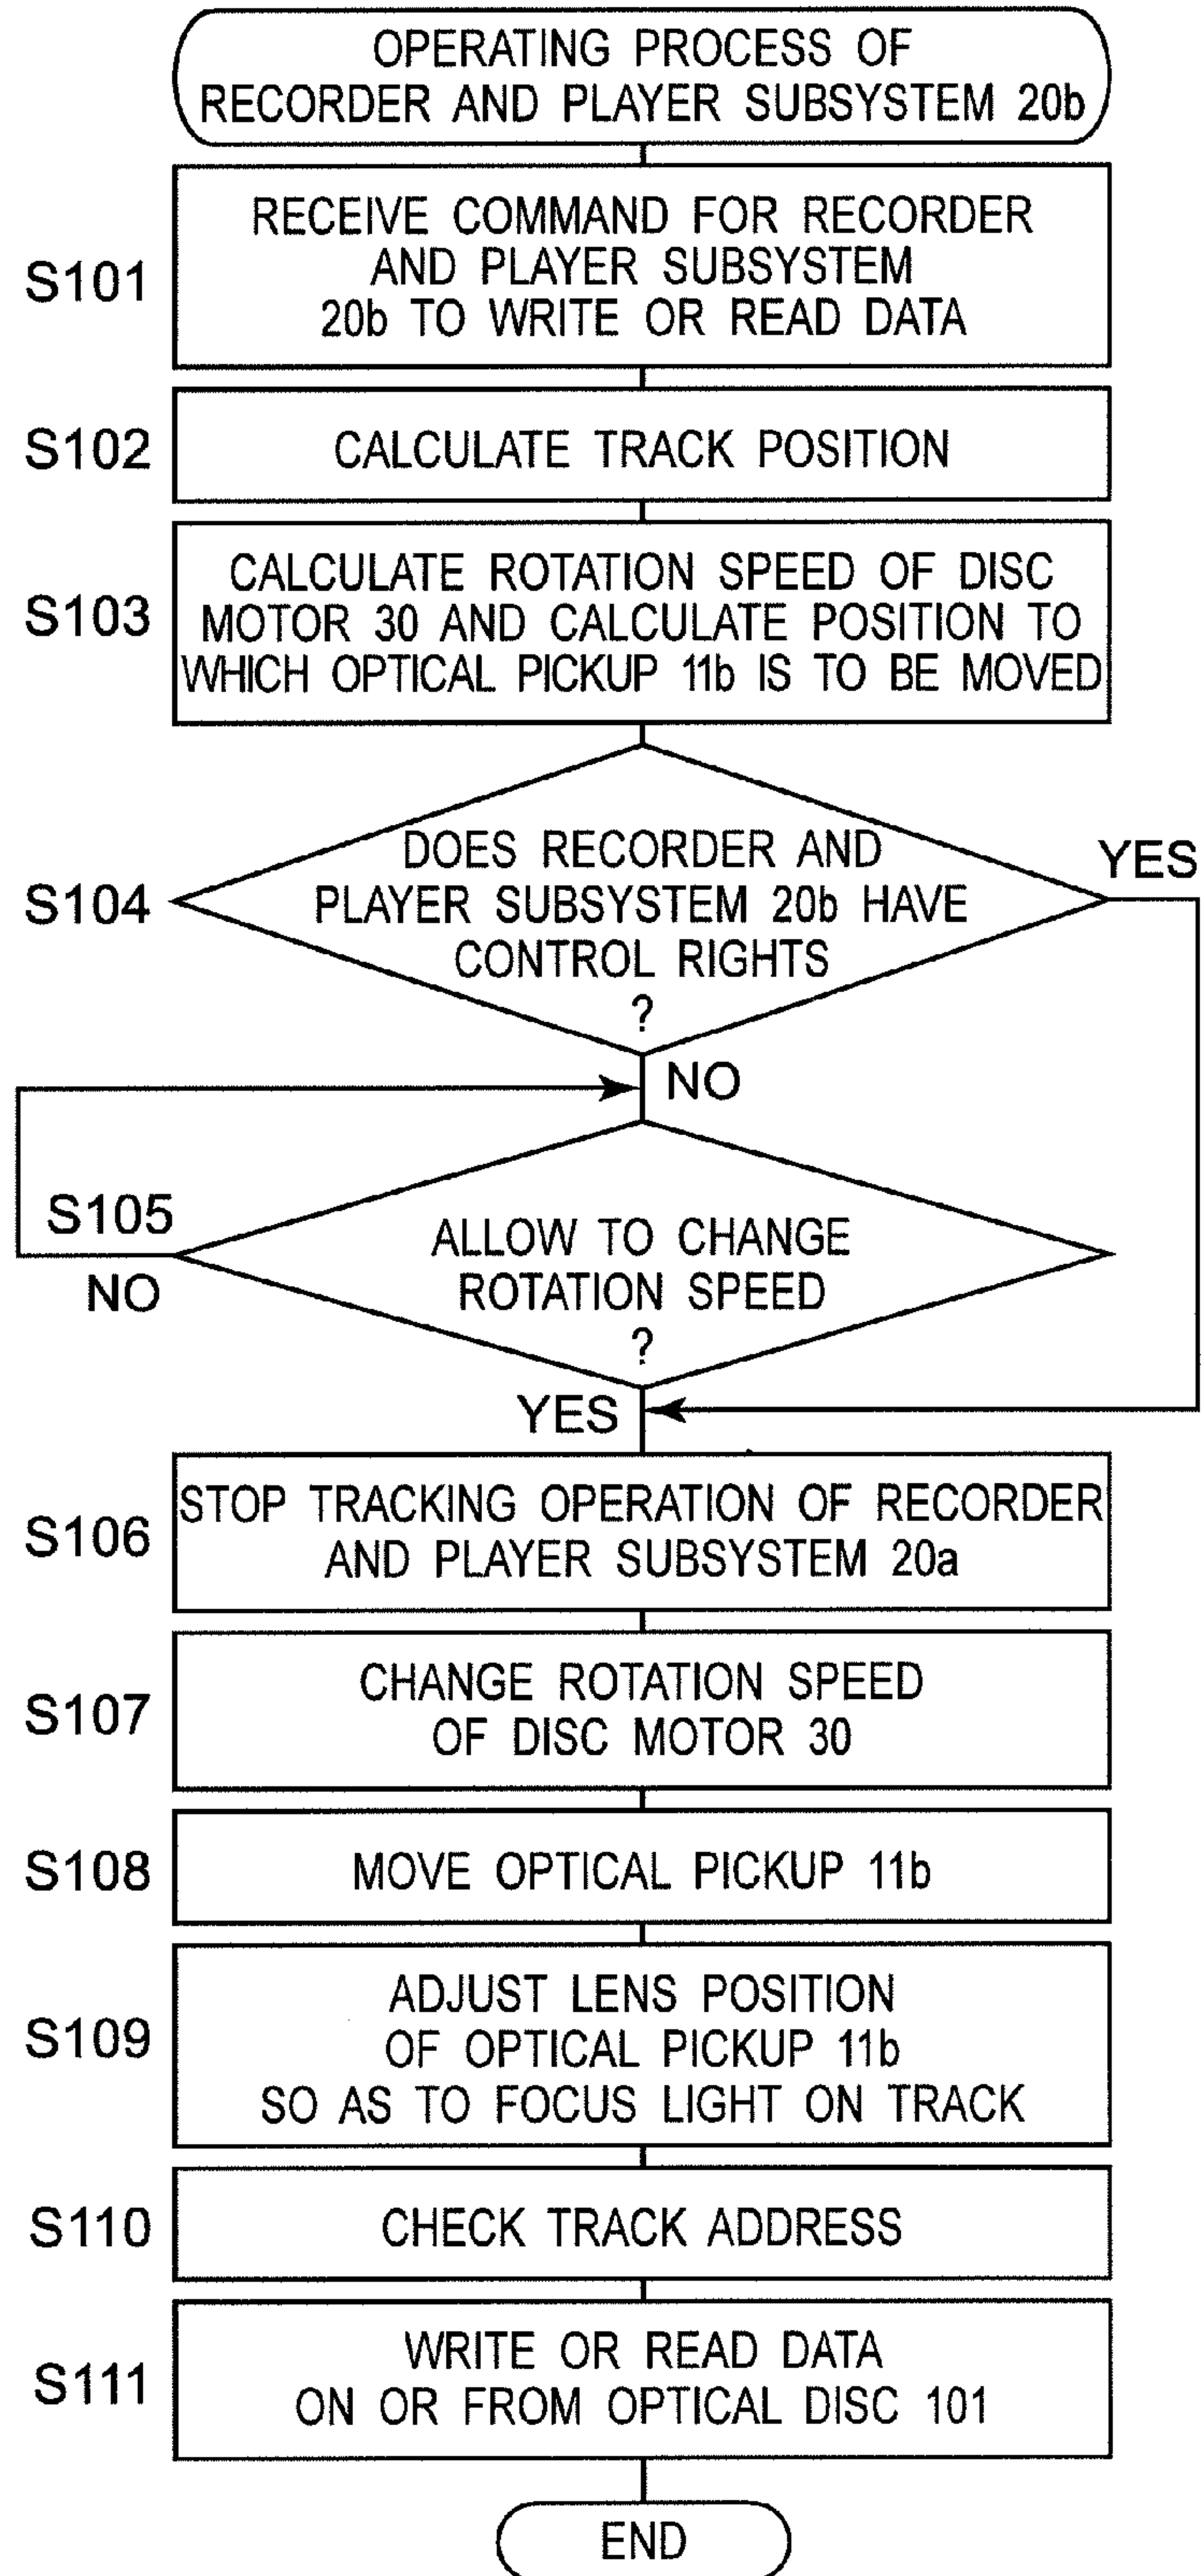 OPERATING PROCESS OF
RECORDER AND PLAYER SUBSYSTEM 20b
S101
RECEIVE COMMAND FOR RECORDER
AND PLAYER SUBSYSTEM
20b TO WRITE OR READ DATA
S102
CALCULATE TRACK POSITION
S103
CALCULATE ROTATION SPEED OF DISC
MOTOR 30 AND CALCULATE POSITION TO
WHICH OPTICAL PICKUP 11b IS TO BE MOVED
S104
DOES RECORDER AND
PLAYER SUBSYSTEM 20b HAVE
CONTROL RIGHTS
?
YES
NO
S105
ALLOW TO CHANGE
ROTATION SPEED
?
NO
YES
S106
STOP TRACKING OPERATION OF RECORDER
AND PLAYER SUBSYSTEM 20a
S107
CHANGE ROTATION SPEED
OF DISC MOTOR 30
S108
MOVE OPTICAL PICKUP 11b
S109
ADJUST LENS POSITION
OF OPTICAL PICKUP 11b
SO AS TO FOCUS LIGHT ON TRACK
S110
CHECK TRACK ADDRESS
S111
WRITE OR READ DATA
ON OR FROM OPTICAL DISC 101
END